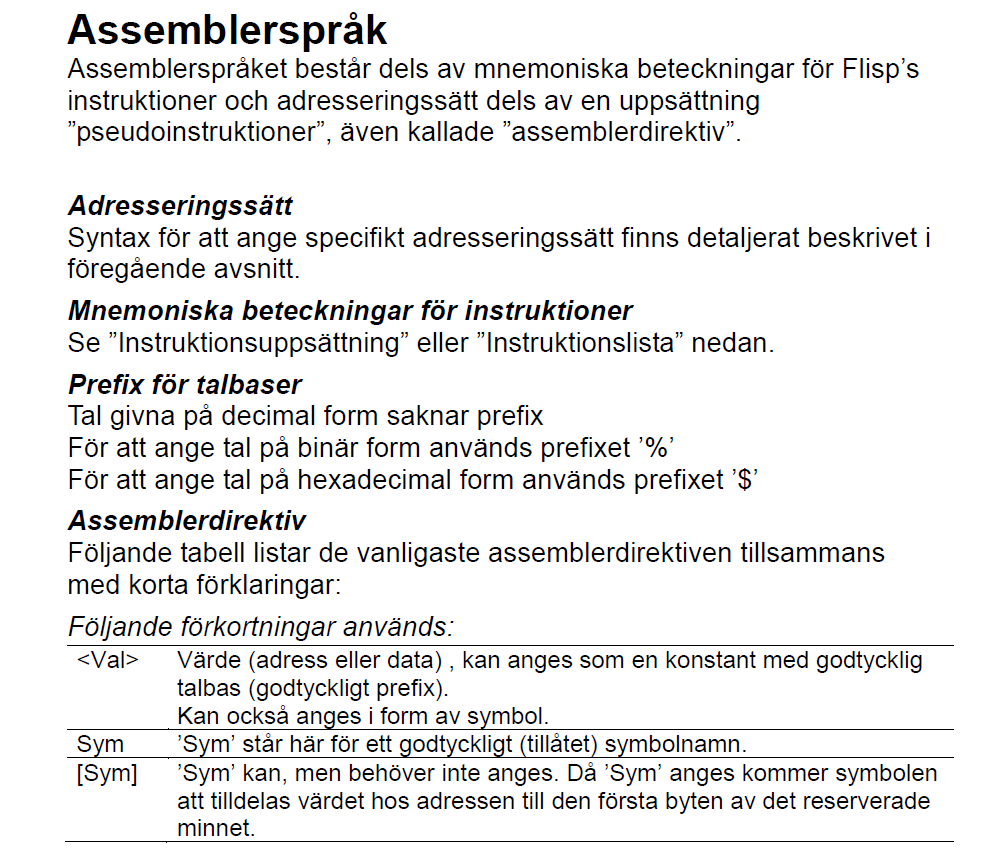 Assemblerspråk
Assemblerspråket består dels av mnemoniska beteckningar för Flisp’s
instruktioner och adresseringssätt dels av en uppsättning
”pseudoinstruktioner”, även kallade ”assemblerdirektiv”.
Adresseringssätt
Syntax för att ange specifikt adresseringssätt finns detaljerat beskrivet i
föregående avsnitt.
Mnemoniska beteckningar för instruktioner
Se ”Instruktionsuppsättning” eller ”Instruktionslista” nedan.
Prefix för talbaser
Tal givna på decimal form saknar prefix
För att ange tal på binär form används prefixet ’%’
För att ange tal på hexadecimal form används prefixet ’$’
Assemblerdirektiv
Följande tabell listar de vanligaste assemblerdirektiven tillsammans
med korta förklaringar:
Följande förkortningar används:
<Val> Värde (adress eller data) , kan anges som en konstant med godtycklig
talbas (godtyckligt prefix).
Kan också anges i form av symbol.
Sym ’Sym’ står här för ett godtyckligt (tillåtet) symbolnamn.
[Sym] ’Sym’ kan, men behöver inte anges. Då ’Sym’ anges kommer symbolen
att tilldelas värdet hos adressen till den första byten av det reserverade
minnet.